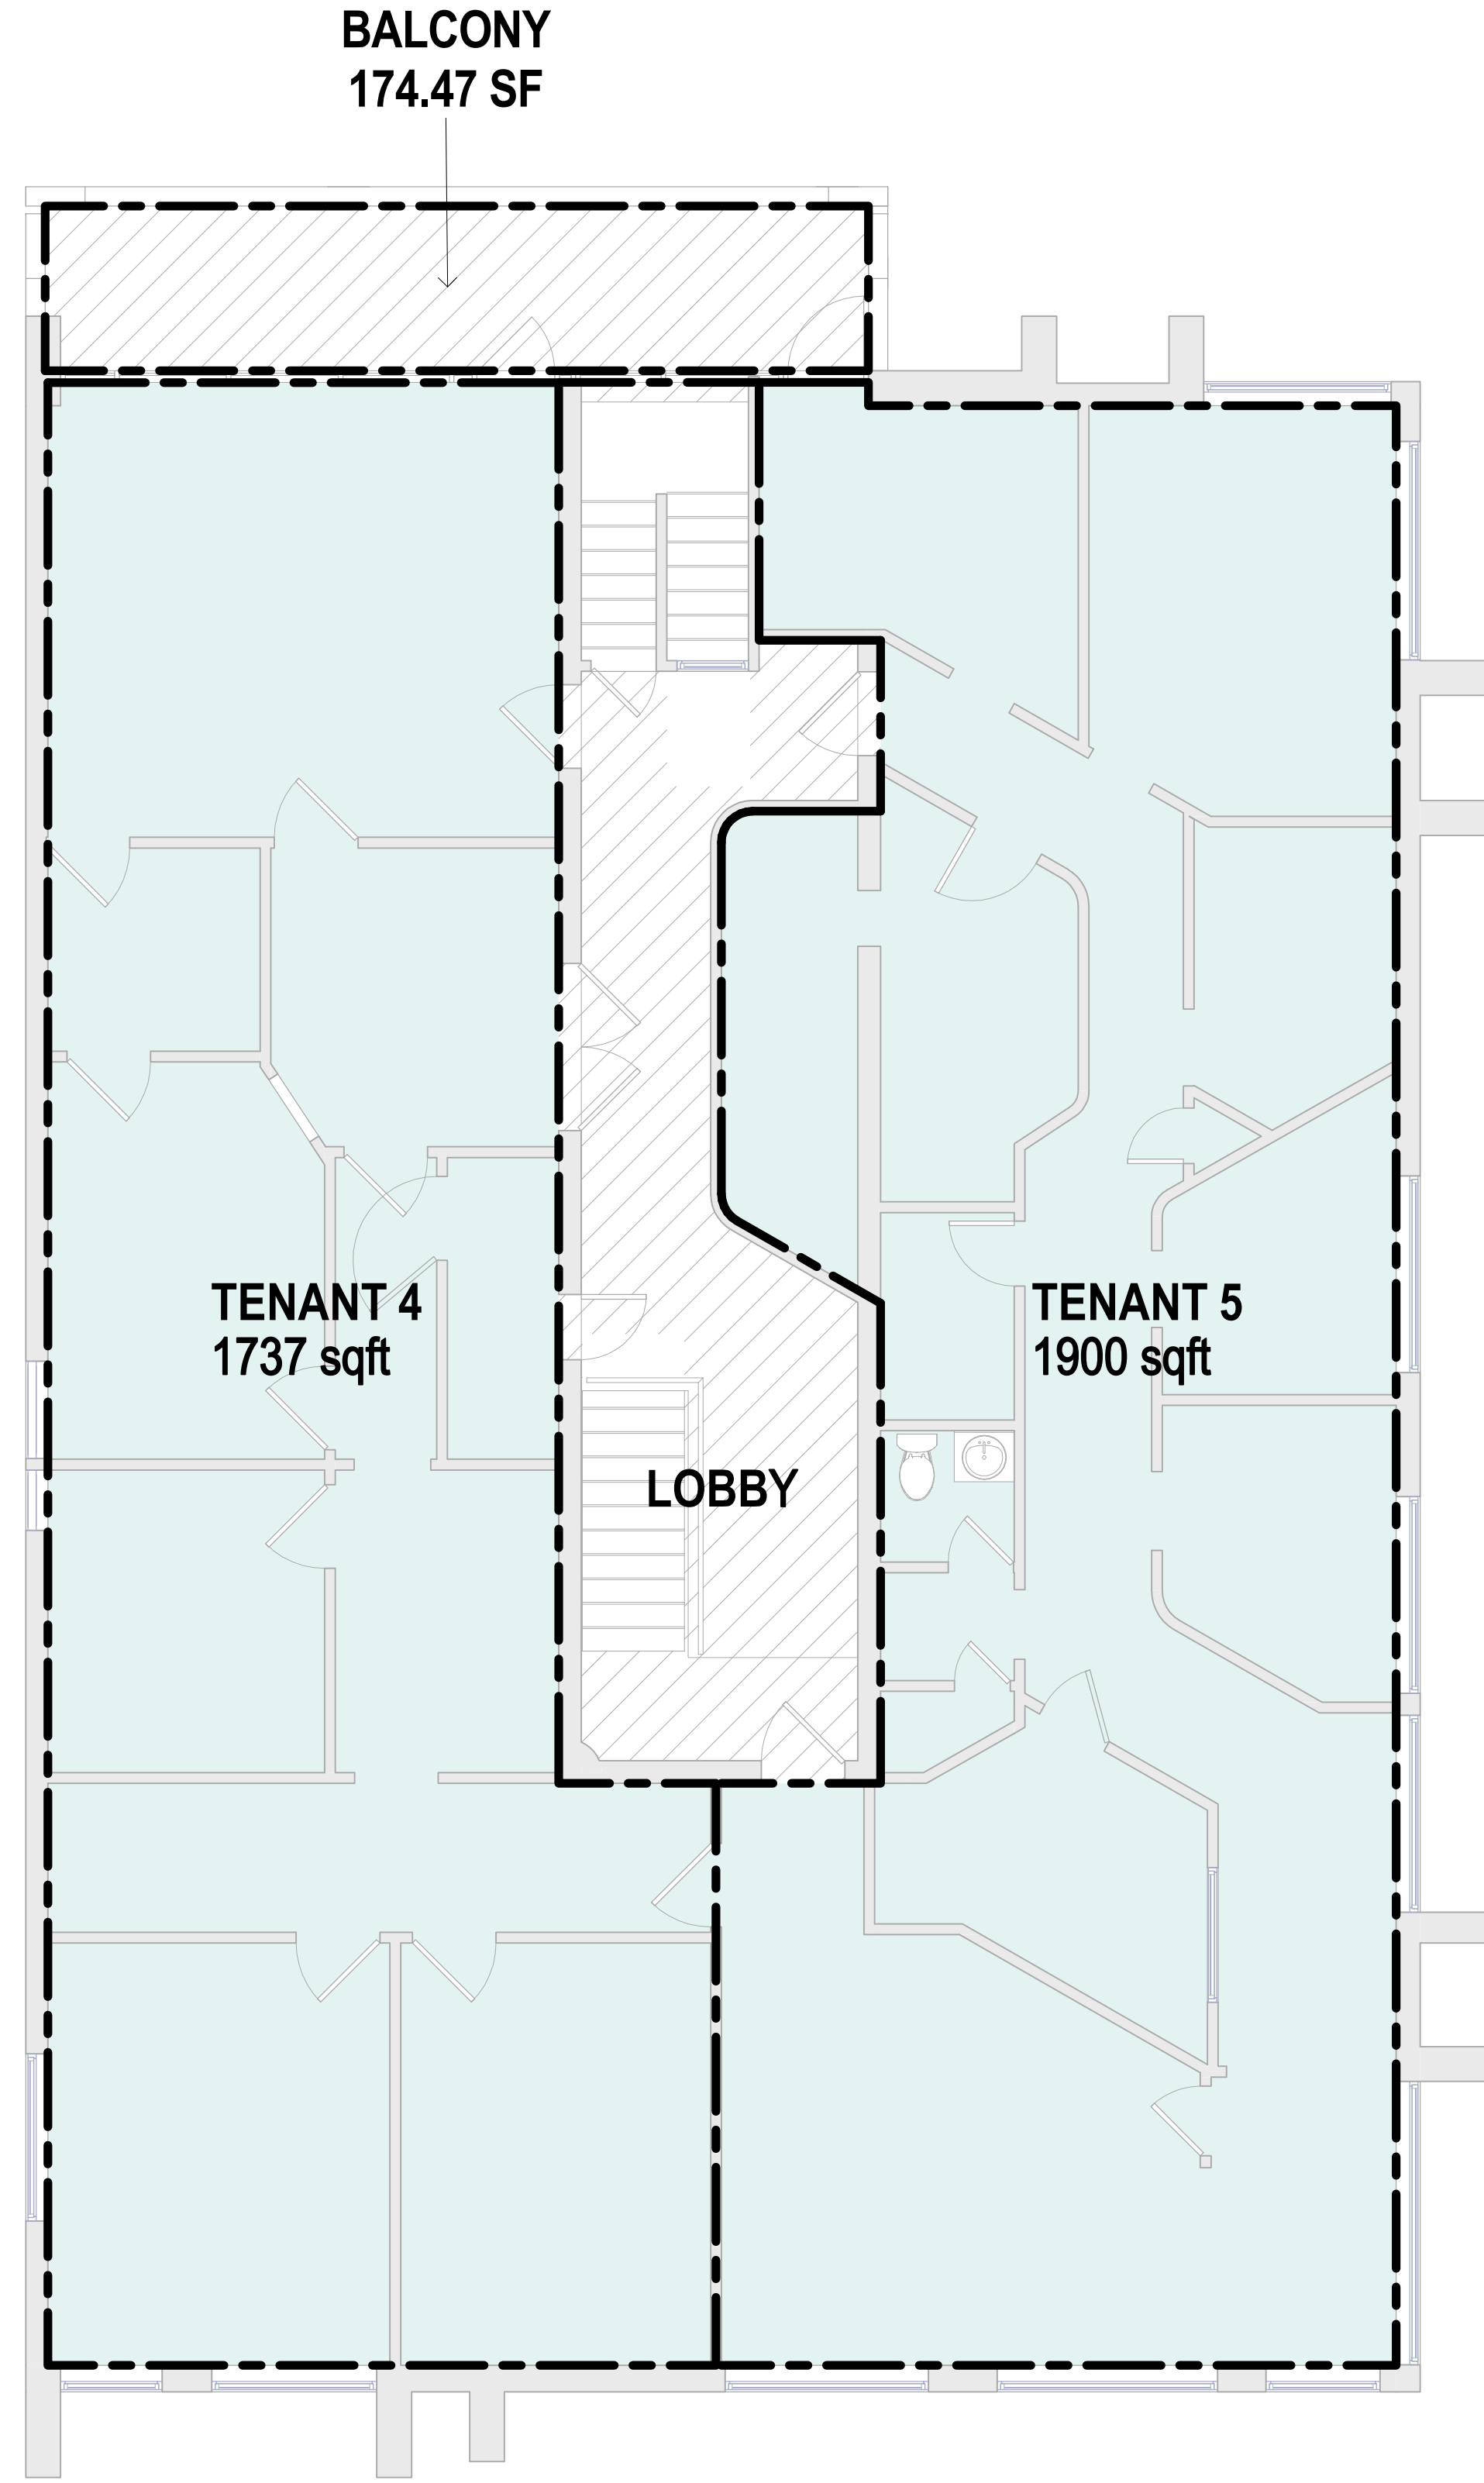 BALCONY
174.47 SF
TENANT 4
1737 sqft
TENANT 5
1900 sqft
LOBBY